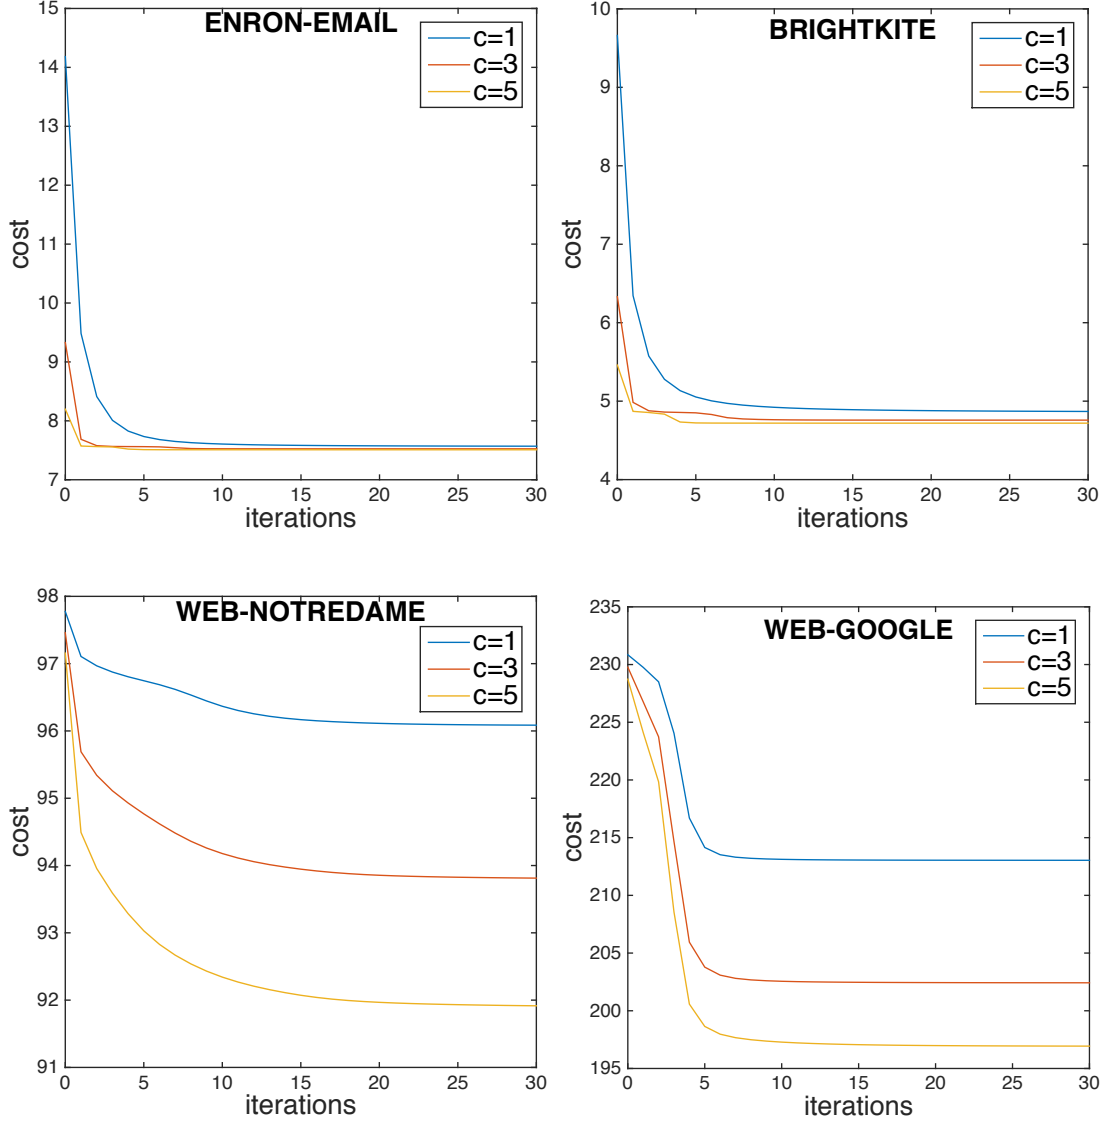 ENRON-EMAIL
c=1
c=3
c=5
15
14
13
12
11
10
9
8
7
cost
0 5 10 15 20 25 30
iterations
BRIGHTKITE
c=1
c=3
c=5
10
9
8
7
6
5
4
cost
0 5 10 15 20 25 30
iterations
WEB-NOTREDAME
c=1
c=3
c=5
98
97
96
95
94
93
92
91
cost
0 5 10 15 20 25 30
iterations
WEB-GOOGLE
c=1
c=3
c=5
235
230
225
220
215
210
205
200
195
cost
0 5 10 15 20 25 30
iterations